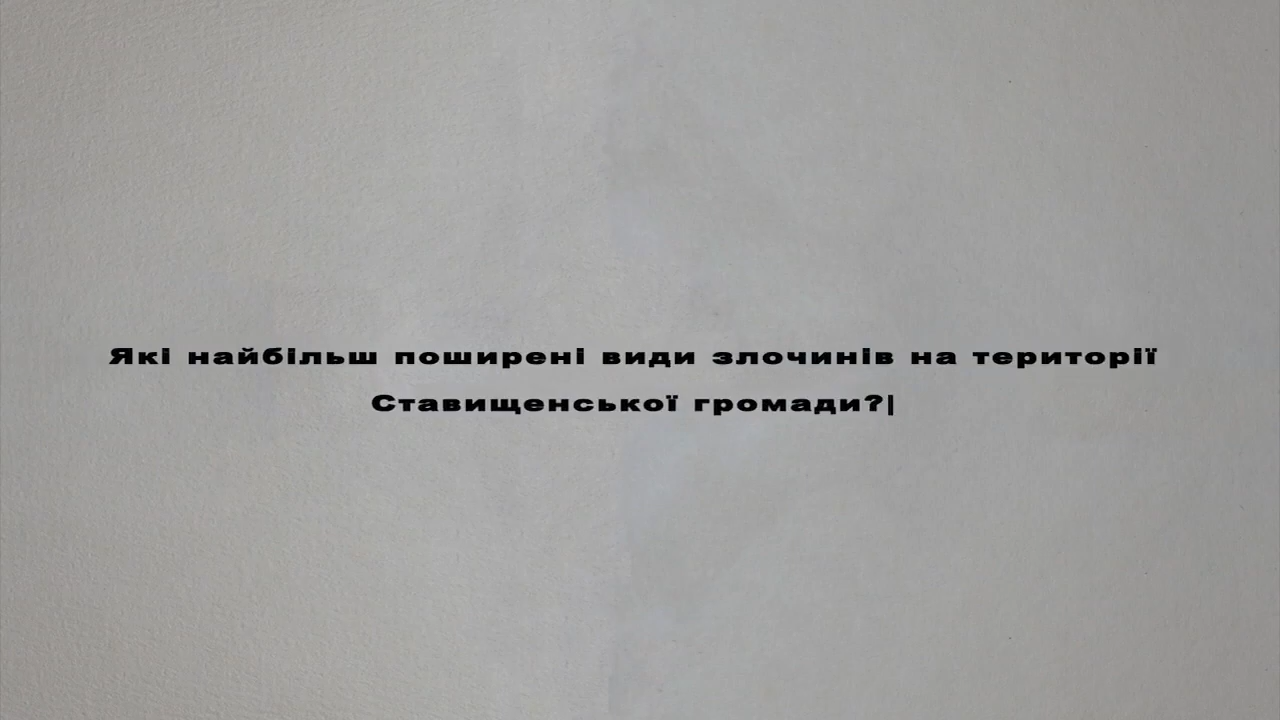 Які найбільш поширені види злочинів на території
Ставищенської громади?|